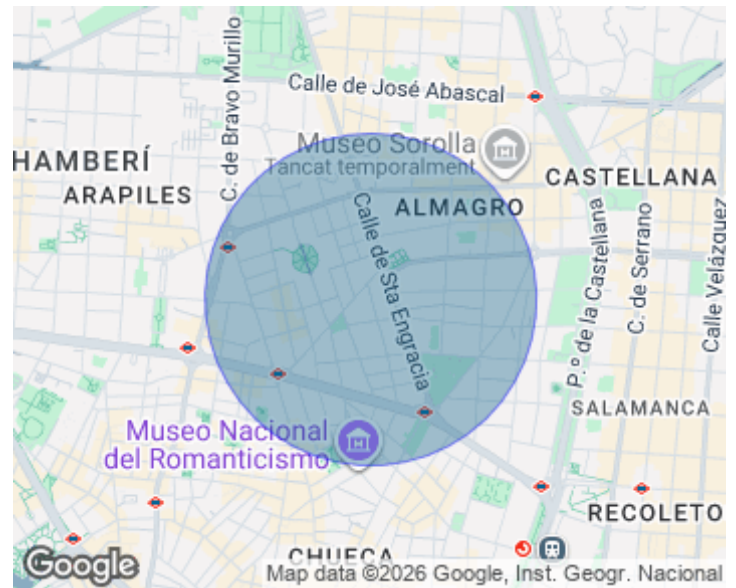 Calle de José Abascal
C. de Bravo Murillo
Museo Sorolla
Tancat temporalment
HAMBERÍ
ARAPILES
CASTELLANA
ALMAGRO
Calle de Sta Engracia
P.º de la Castellana
C. de Serrano
Calle Velázquez
SALAMANCA
Museo Nacional
del Romanticismo
RECOLETO
CHUECA
Google
Map data ©2026 Google, Inst. Geogr. Nacional